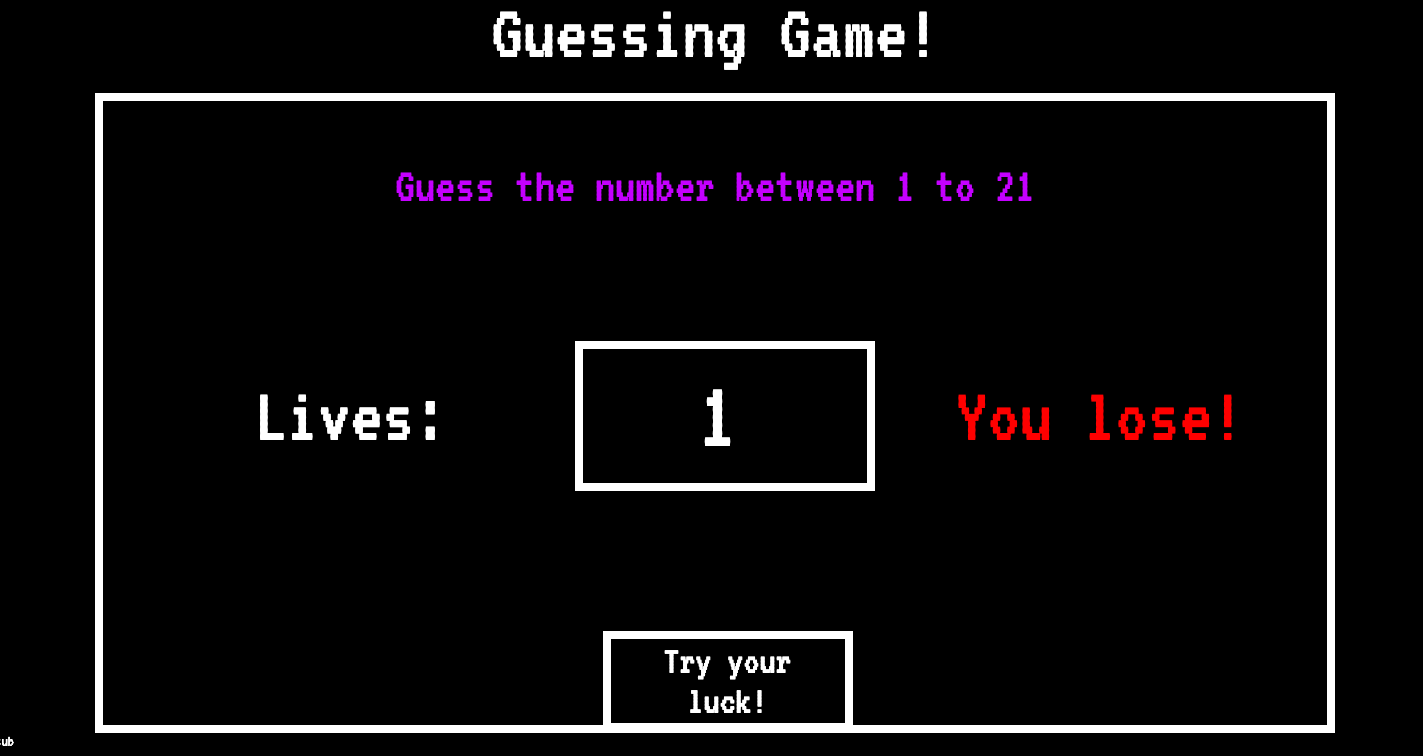 Guessing Game!
Guess the number between 1 to 21
Lives:
1
You lose!
Try your
luck!